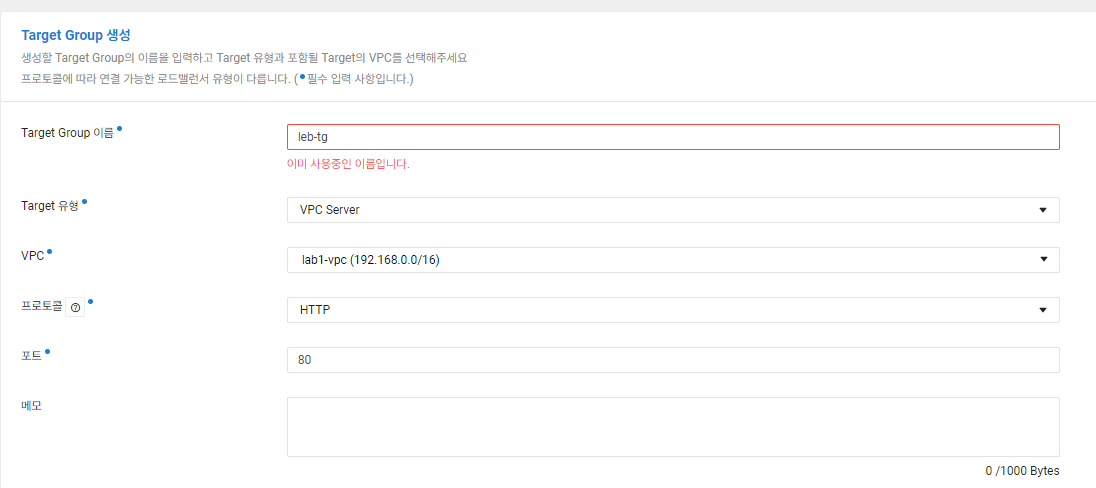 Target Group 생성
생성할 Target Group의 이름을 입력하고 Target 유형과 포함될 Target의 VPC를 선택해주세요
프로토콜에 따라 연결 가능한 로드밸런서 유형이 다릅니다. (•필수 입력 사항입니다.)
Target Group 이름•
leb-tg
이미 사용중인 이름입니다.
Target 유형•
VPC Server
VPC•
lab1-vpc (192.168.0.0/16)
프로토콜 ? •
HTTP
포트•
80
메모
0 /1000 Bytes